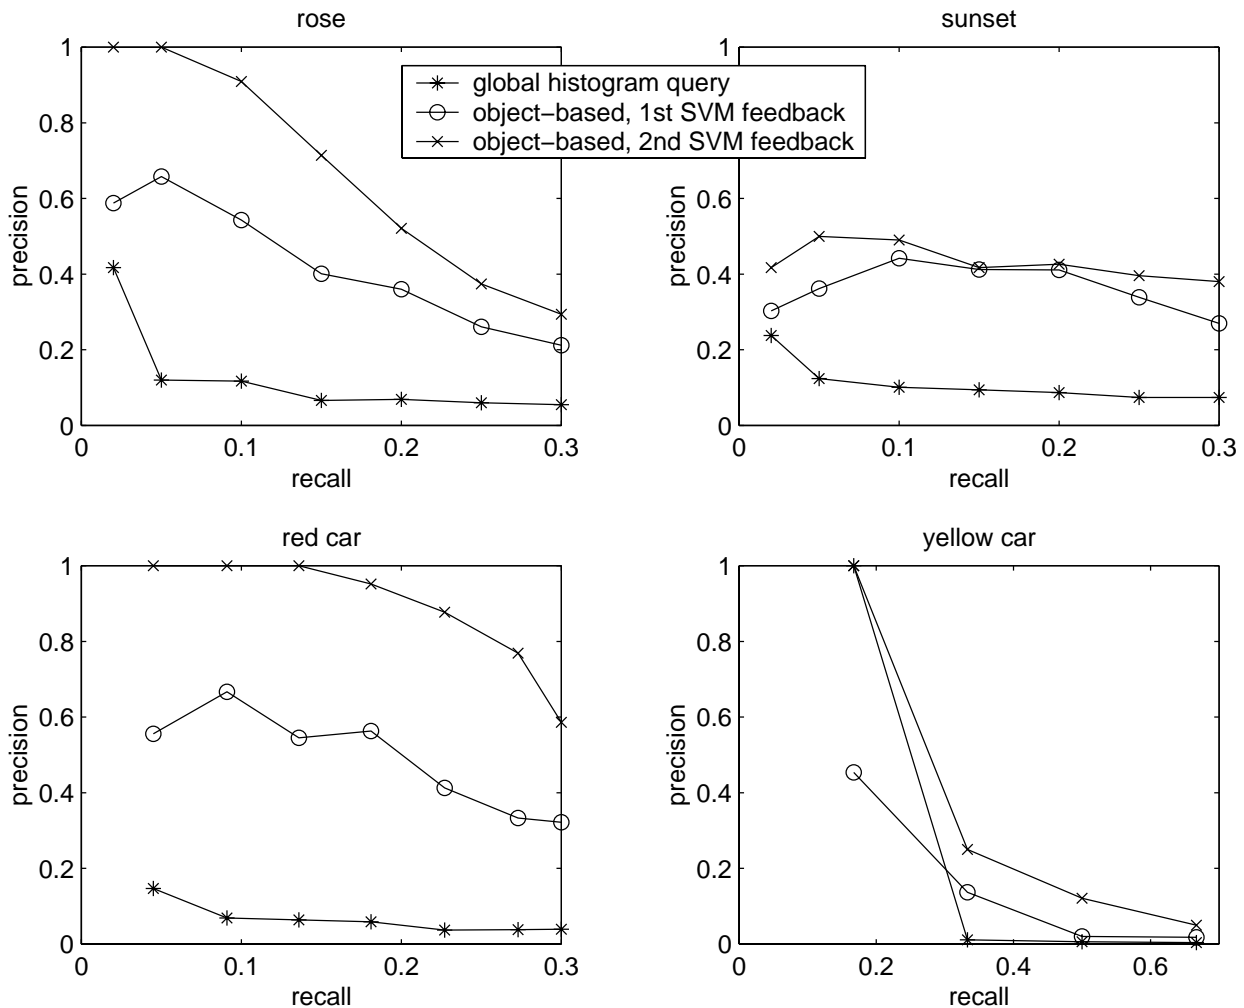 rose
sunset
global histogram query
object−based, 1st SVM feedback
object−based, 2nd SVM feedback
1
0.8
0.6
0.4
0.2
0
precision
0
0.1
0.2
0.3
recall
1
0.8
0.6
0.4
0.2
0
precision
0
0.1
0.2
0.3
recall
red car
1
0.8
0.6
0.4
0.2
0
precision
0
0.1
0.2
0.3
recall
yellow car
1
0.8
0.6
0.4
0.2
0
precision
0
0.2
0.4
0.6
recall